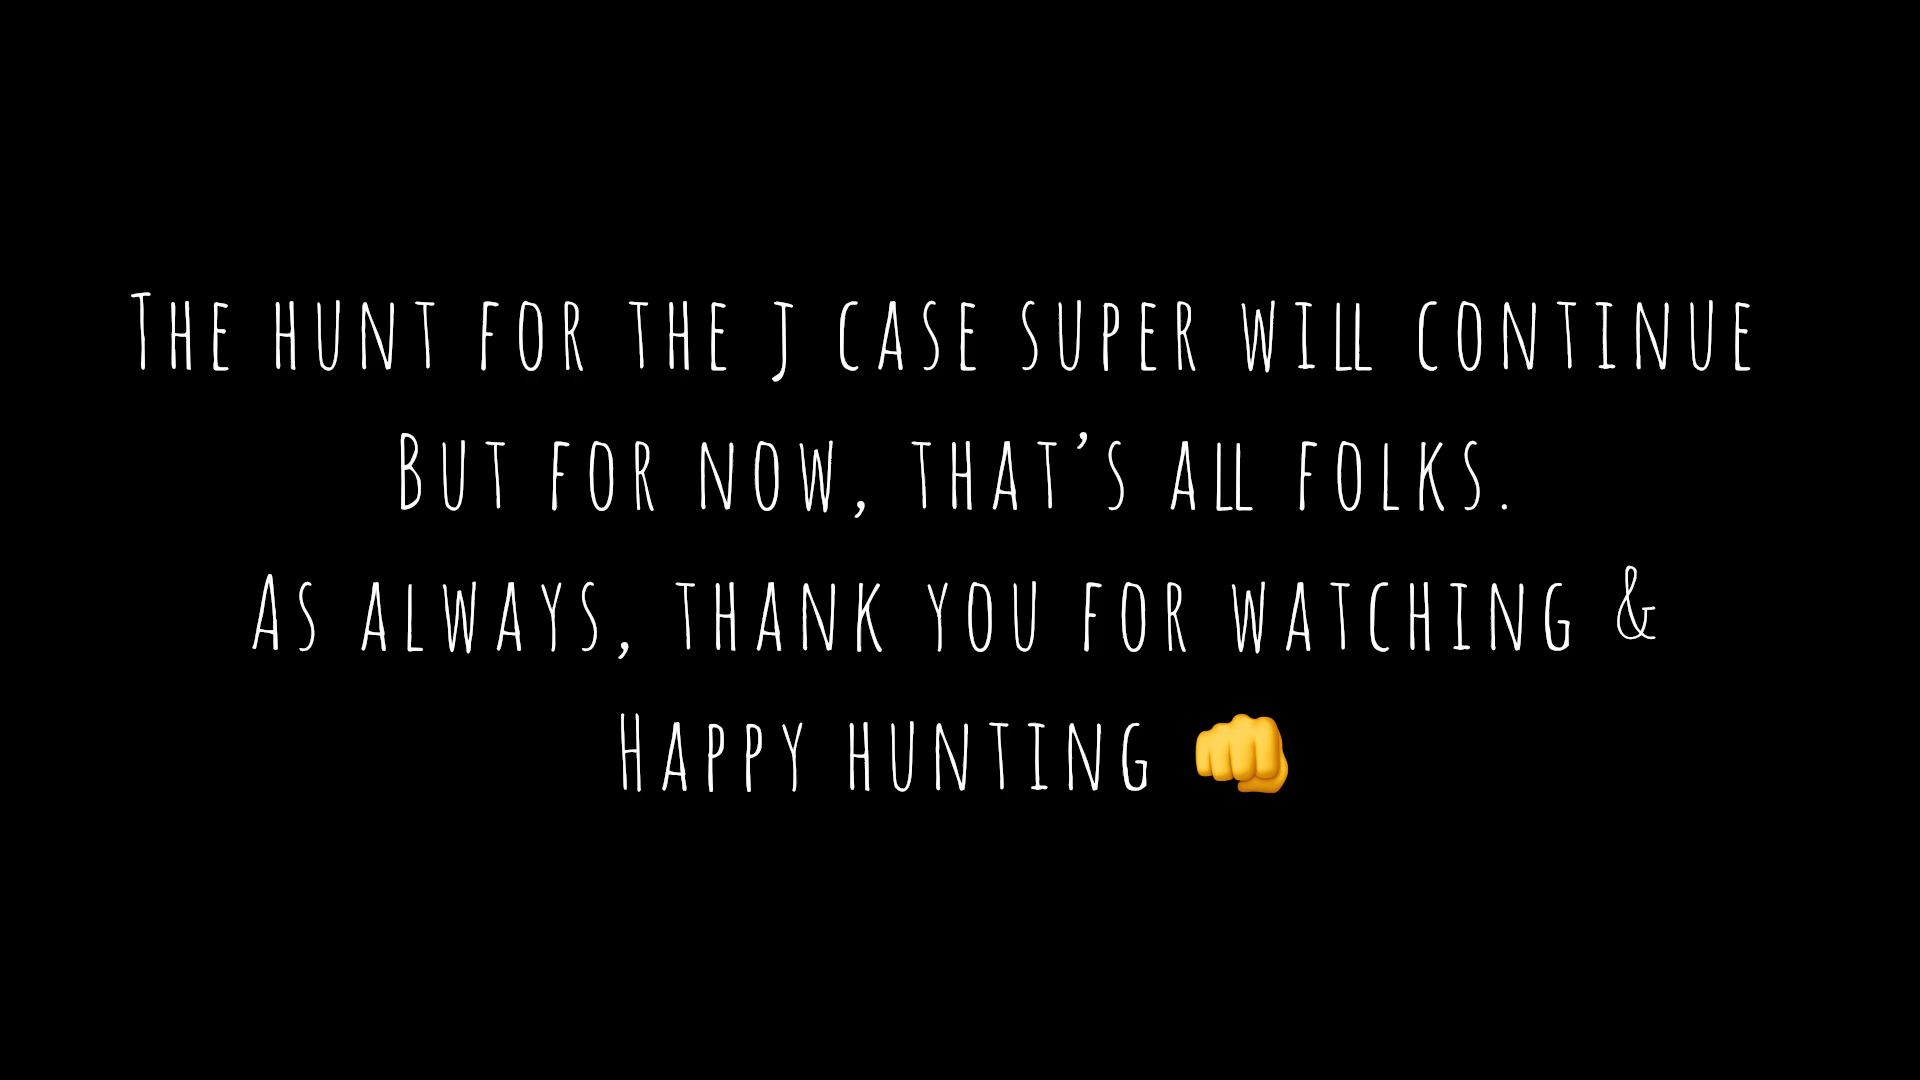 The hunt for the J case super will continue
But for now, that’s all folks.
As always, thank you for watching &
Happy hunting 👊